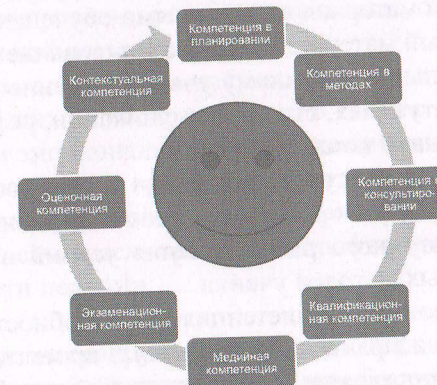 Компетенция в
планировании
Компетенция в
методах
Компетенция
консультиро-
вании
Квалификацион-
ная компетенция
Медийная
компетенция
Экзаменацион-
ная компетенция
Оценочная
компетенция
Контекстуальная
компетенция